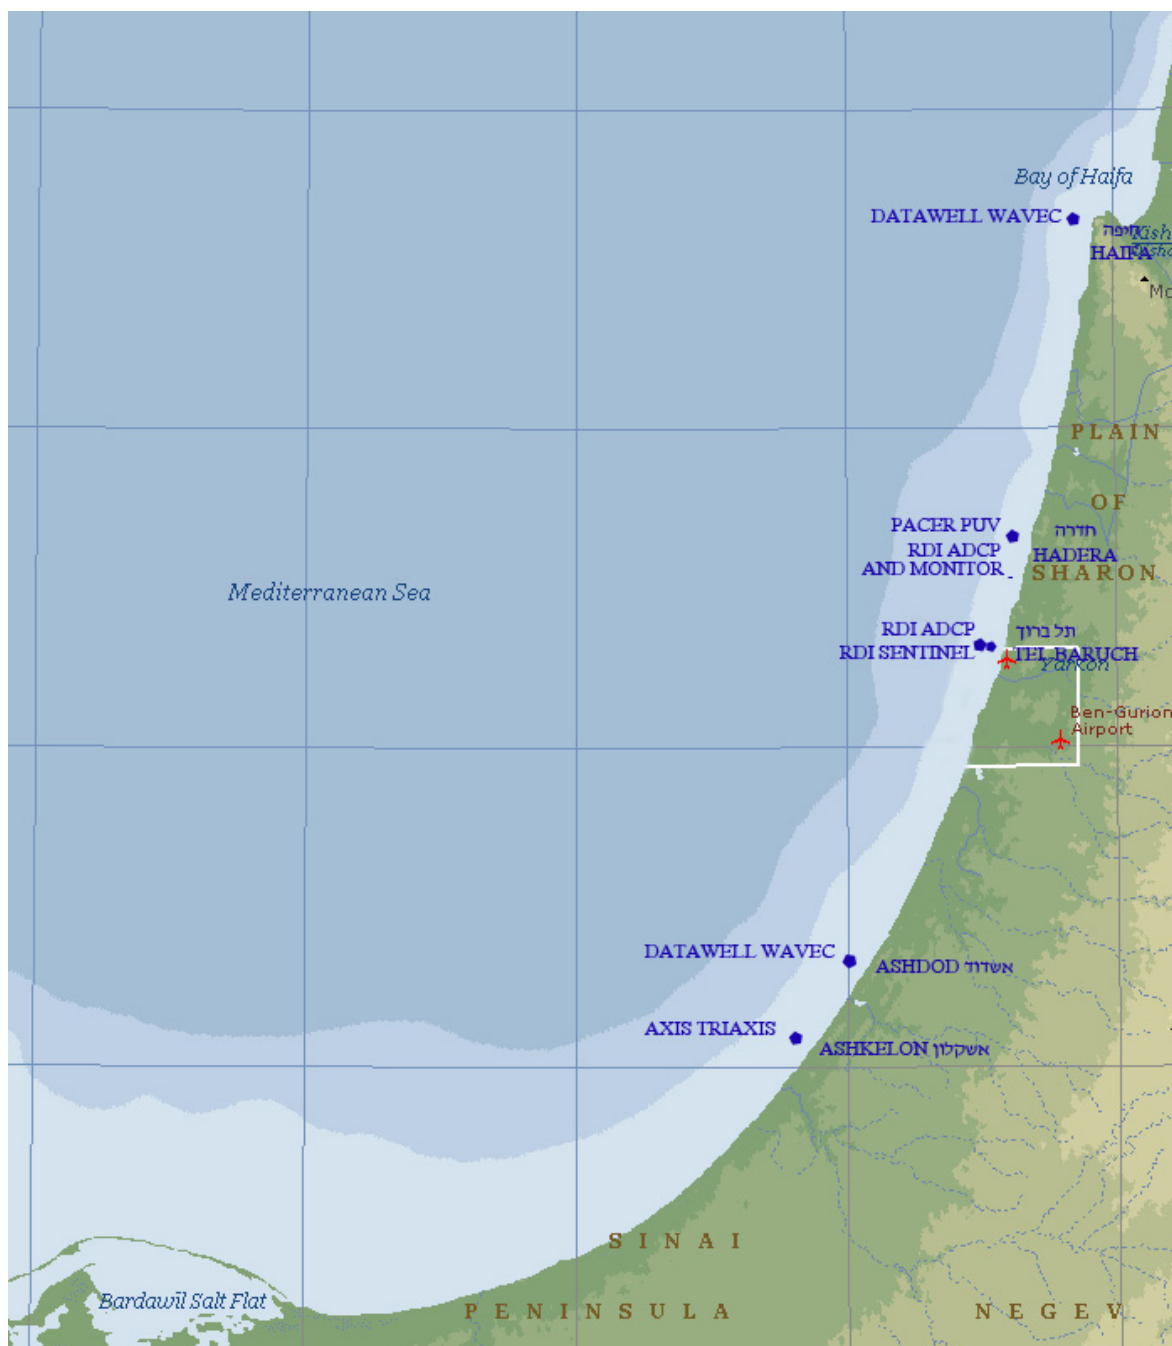 Bay of Haifa
DATAWELL WAVEC
חיפה
HAIFA
PLAIN
OF
PACER PUV
חדרה
RDI ADCP
HADERA
AND MONITOR
SHARON
Mediterranean Sea
RDI ADCP
תל ברוך
RDI SENTINEL
TEL BARUCH
Yarkon
Ben-Gurion
Airport
DATAWELL WAVEC
ASHDOD אשדוד
AXIS TRIAXIS
ASHKELON אשקלון
SINAI
Bardawil Salt Flat
PENINSULA
NEGEV